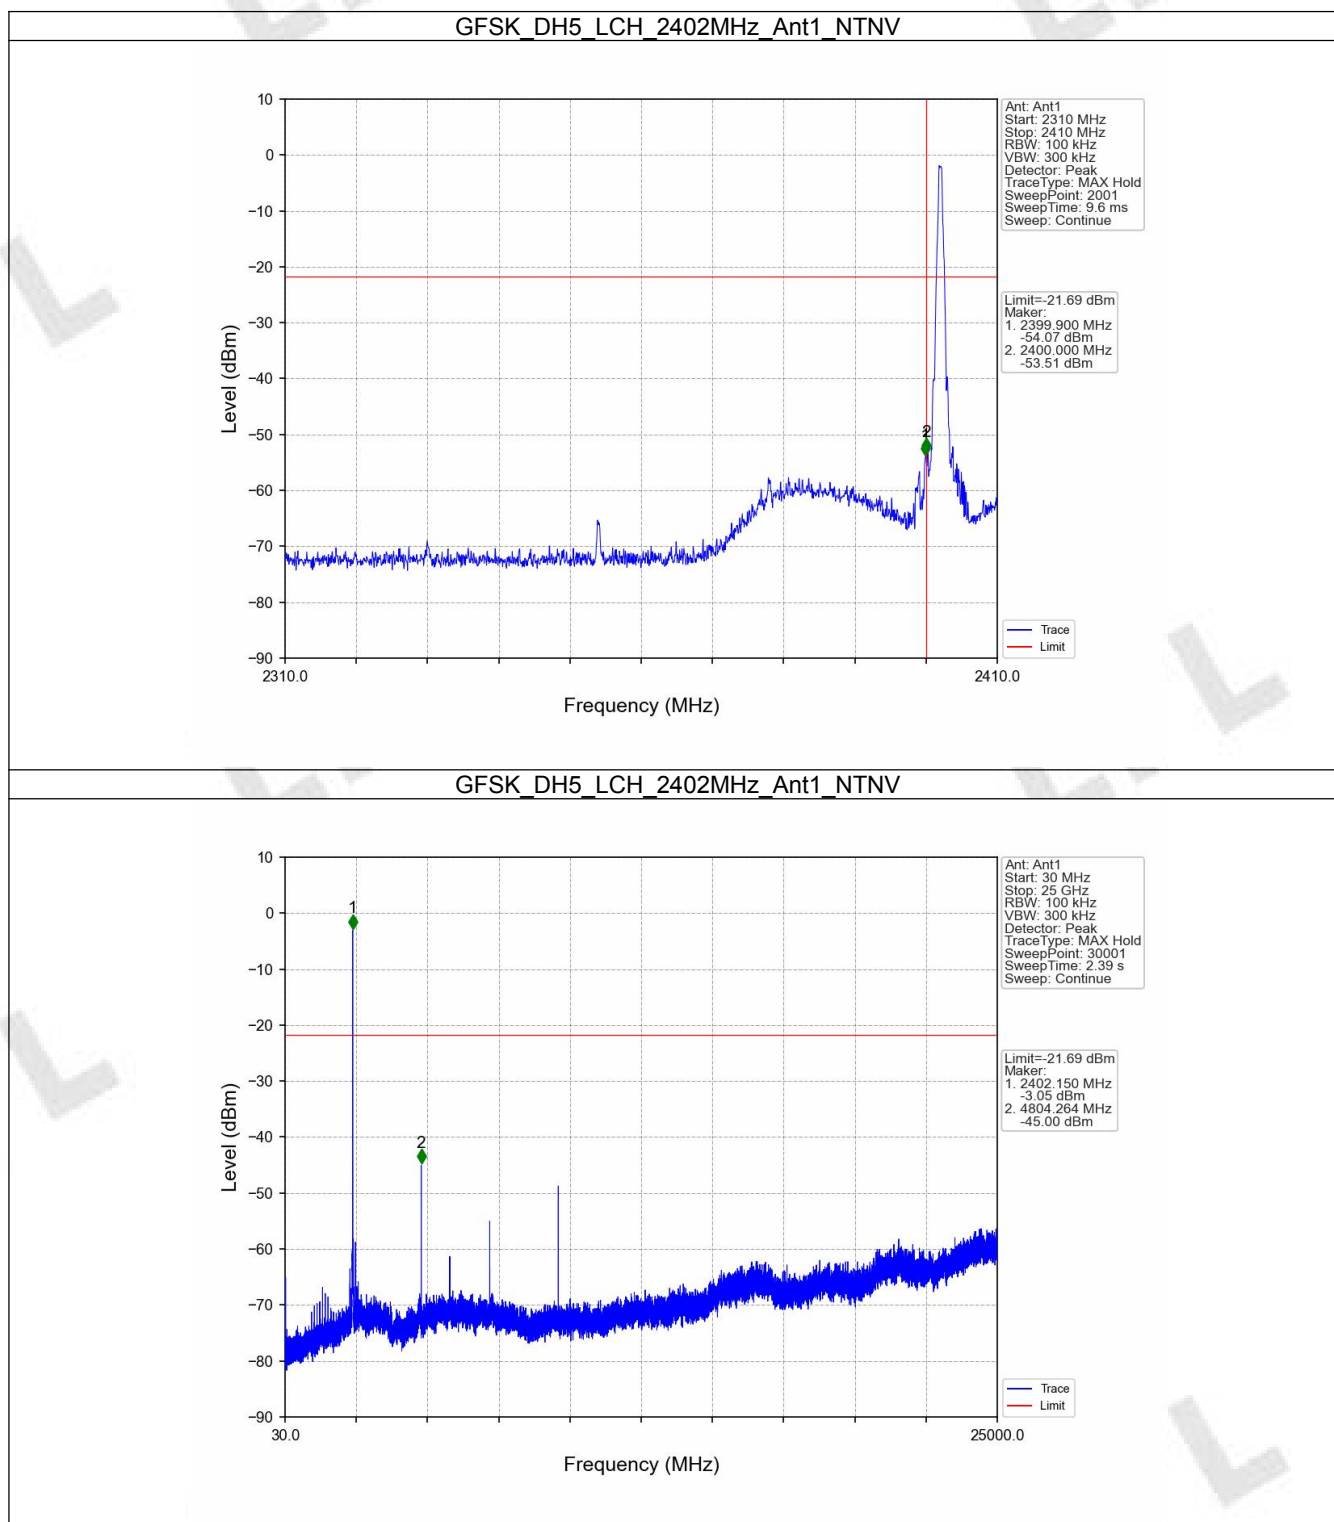 GFSK_DH5_LCH_2402MHz_Ant1_NTNV
10
0
−10
−20
−30
−40
−50
−60
−70
−80
−90
Level (dBm)
2310.0
2410.0
Frequency (MHz)
2
Ant: Ant1
Start: 2310 MHz
Stop: 2410 MHz
RBW: 100 kHz
VBW: 300 kHz
Detector: Peak
TraceType: MAX Hold
SweepPoint: 2001
SweepTime: 9.6 ms
Sweep: Continue
Limit=-21.69 dBm
Maker:
1. 2399.900 MHz
-54.07 dBm
2. 2400.000 MHz
-53.51 dBm
Trace
Limit
GFSK_DH5_LCH_2402MHz_Ant1_NTNV
10
0
−10
−20
−30
−40
−50
−60
−70
−80
−90
Level (dBm)
30.0
25000.0
Frequency (MHz)
1
2
Ant: Ant1
Start: 30 MHz
Stop: 25 GHz
RBW: 100 kHz
VBW: 300 kHz
Detector: Peak
TraceType: MAX Hold
SweepPoint: 30001
SweepTime: 2.39 s
Sweep: Continue
Limit=-21.69 dBm
Maker:
1. 2402.150 MHz
-3.05 dBm
2. 4804.264 MHz
-45.00 dBm
Trace
Limit